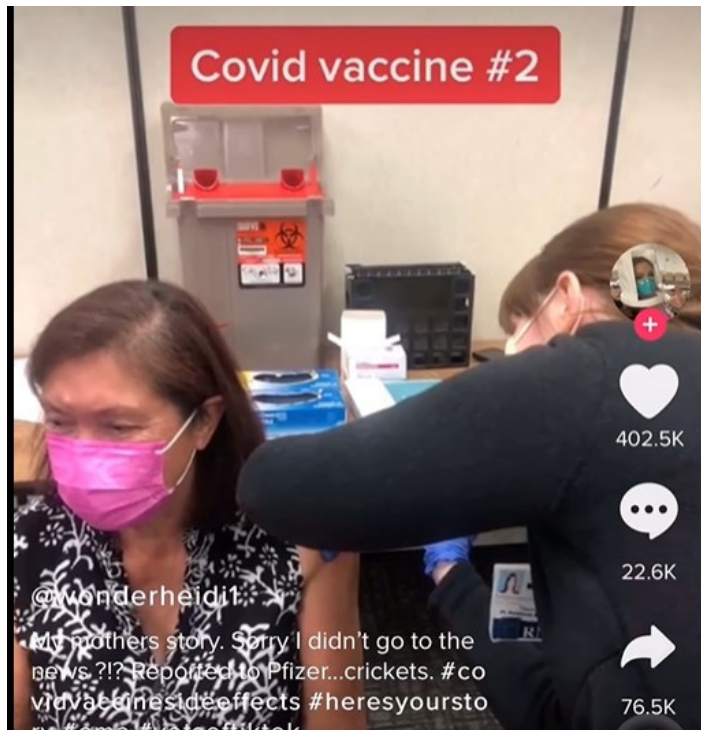 Covid vaccine #2
402.5K
22.6K
@wonderheidi1
My mothers story. Sorry I didn't go to the
news ?!? Reported to Pfizer...crickets. #co
vidvaccinesideeffects #heresyoursto
76.5K